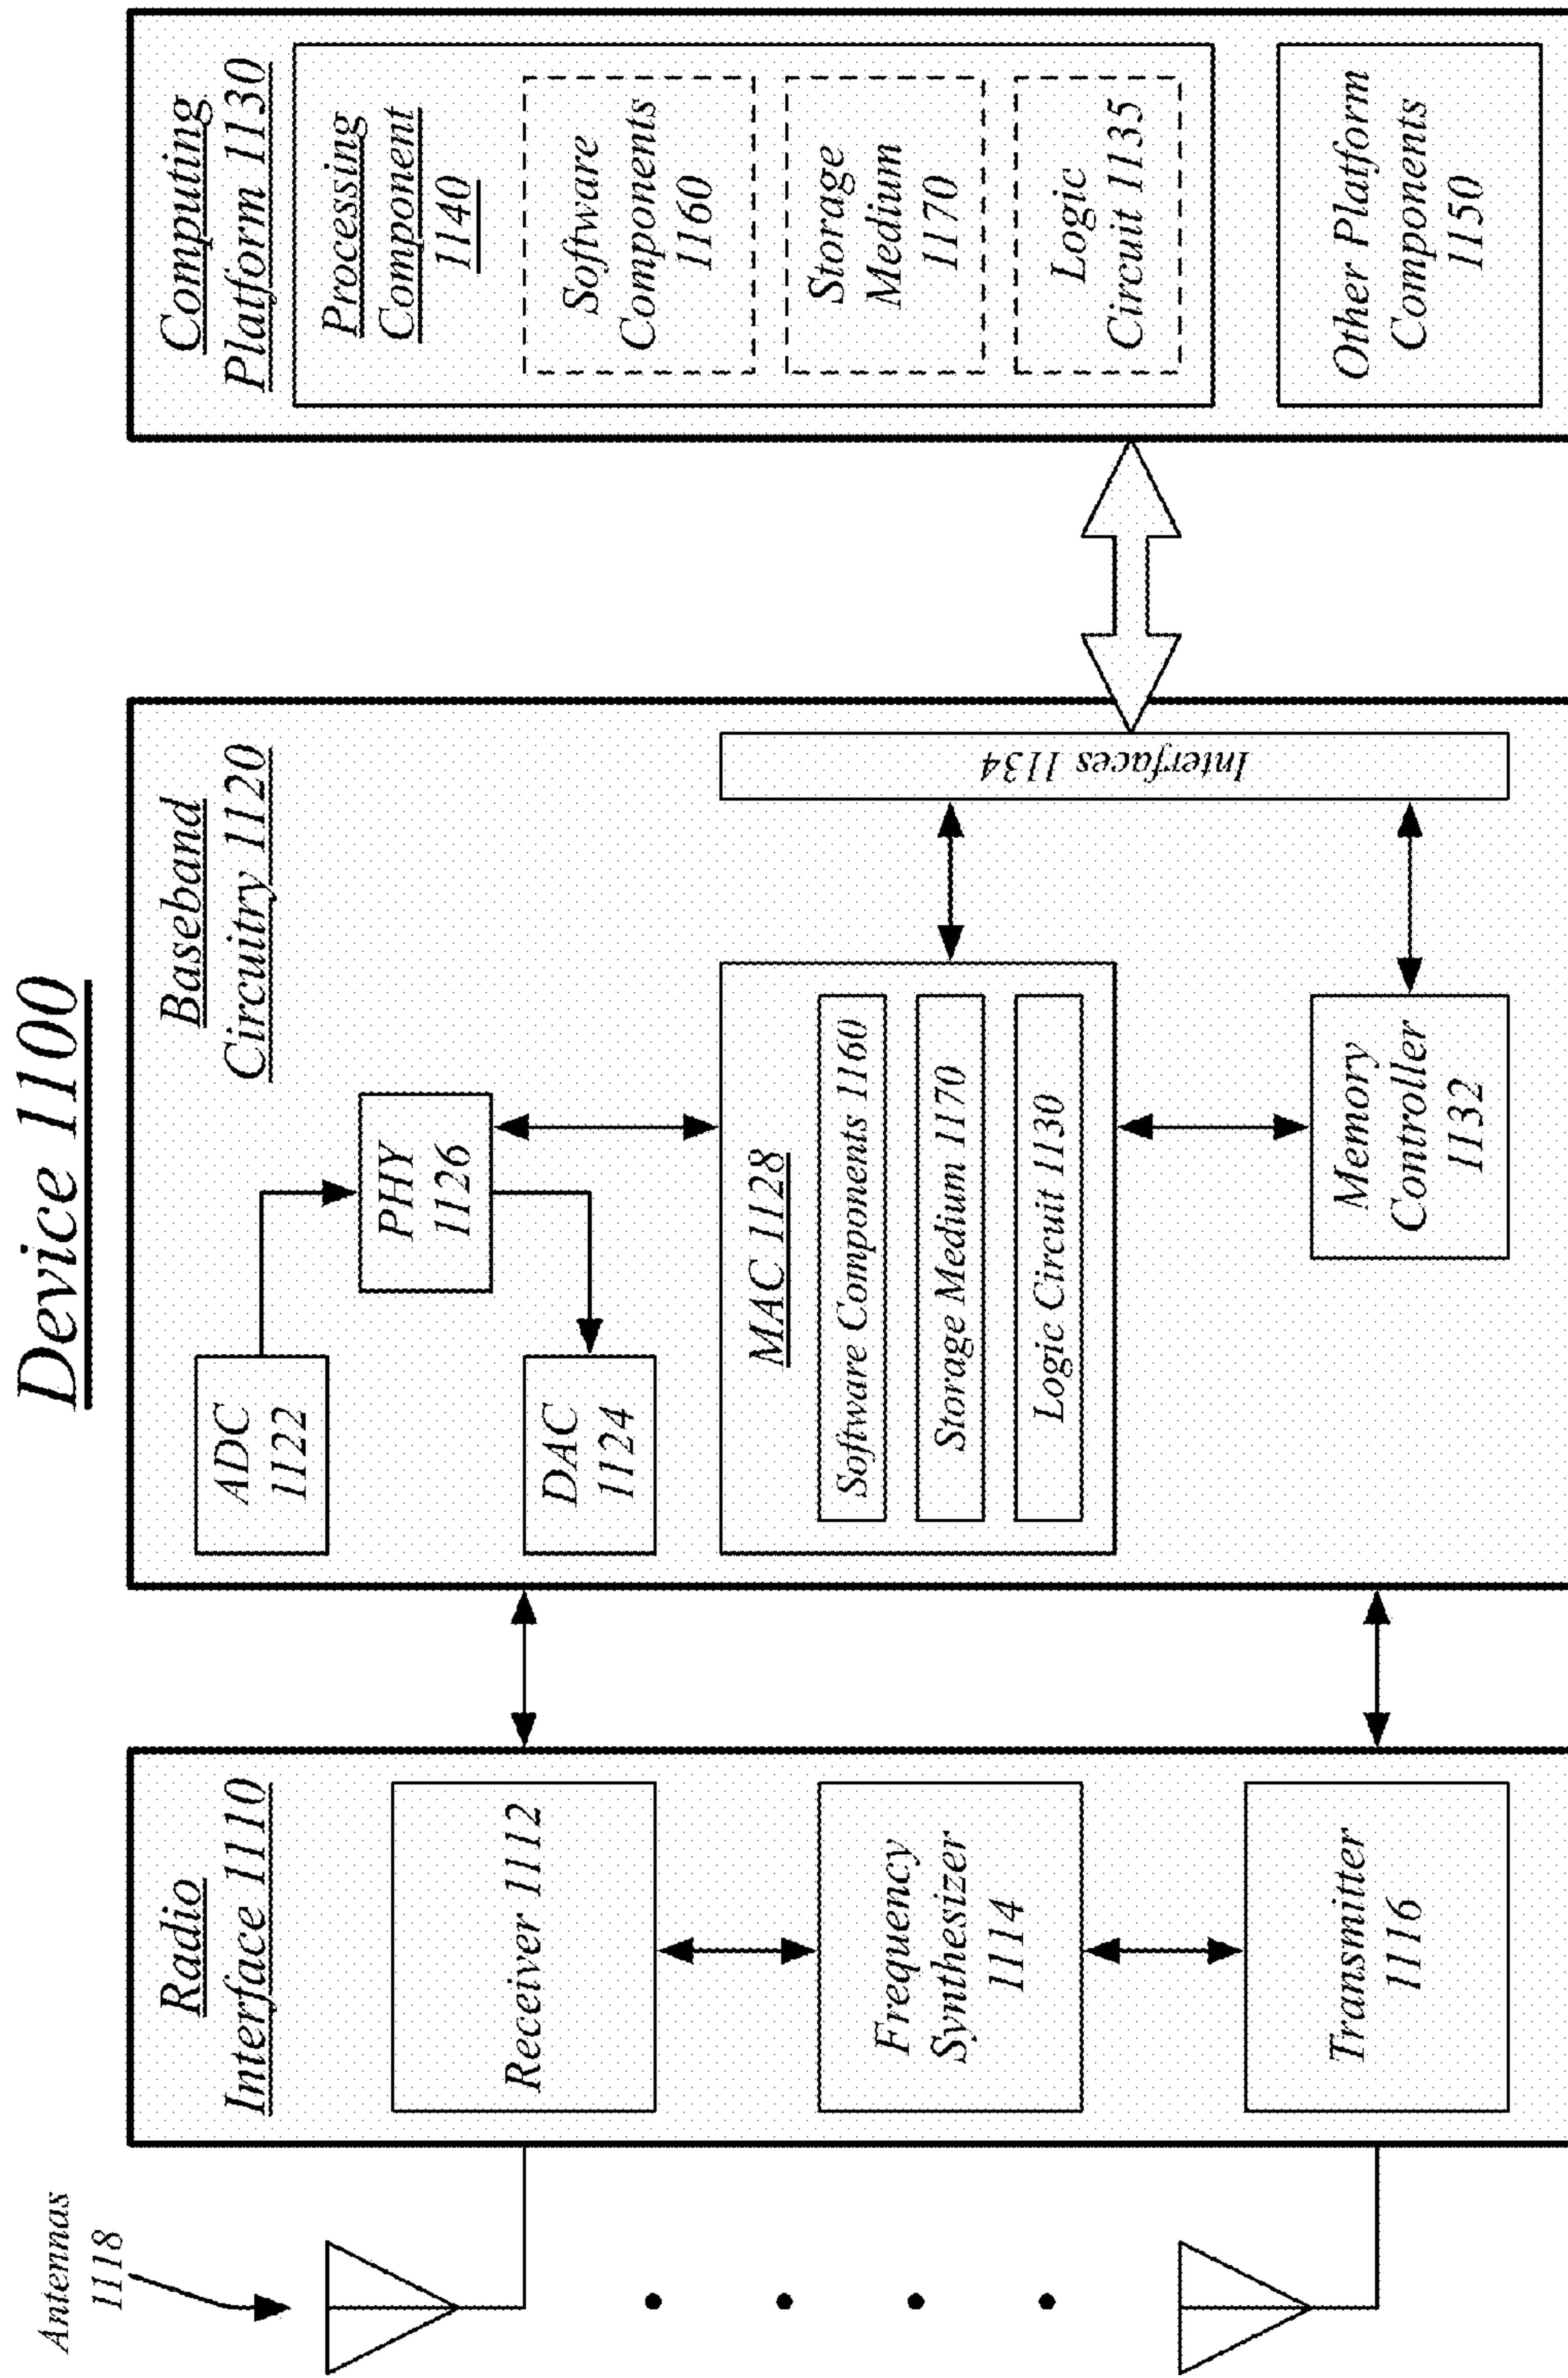 Device 1100
Antennas
1118
Radio
Interface 1110
Receiver 1112
Frequency
Synthesizer
1114
Transmitter
1116
Baseband
Circuitry 1120
ADC
1122
PHY
1126
DAC
1124
MAC 1128
Software Components 1160
Storage Medium 1170
Logic Circuit 1130
Memory
Controller
1132
Interfaces 1134
Computing
Platform 1130
Processing
Component
1140
Software
Components
1160
Storage
Medium
1170
Logic
Circuit 1135
Other Platform
Components
1150